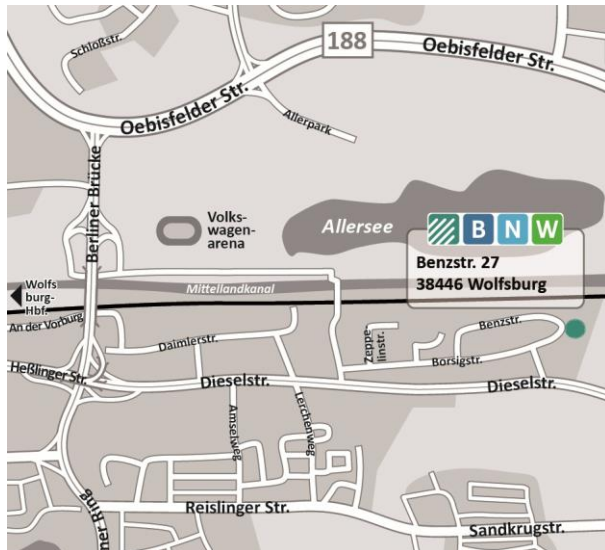 Schloßstr.
188
Oebisfelder Str.
Oebisfelder Str.
Allerpark
Berliner Brücke
Volks-
wagen-
arena
Allersee
B N W
Benzstr. 27
38446 Wolfsburg
Wolfs
burg-
Hbf.
Mittellandkanal
An der Vorburg
Daimlerstr.
Zeppe
linstr.
Benzstr.
Borsigstr.
Heßlinger Str.
Dieselstr.
Dieselstr.
Amselweg
Lerchenweg
Reislinger Str.
Sandkrugstr.
ner Ring